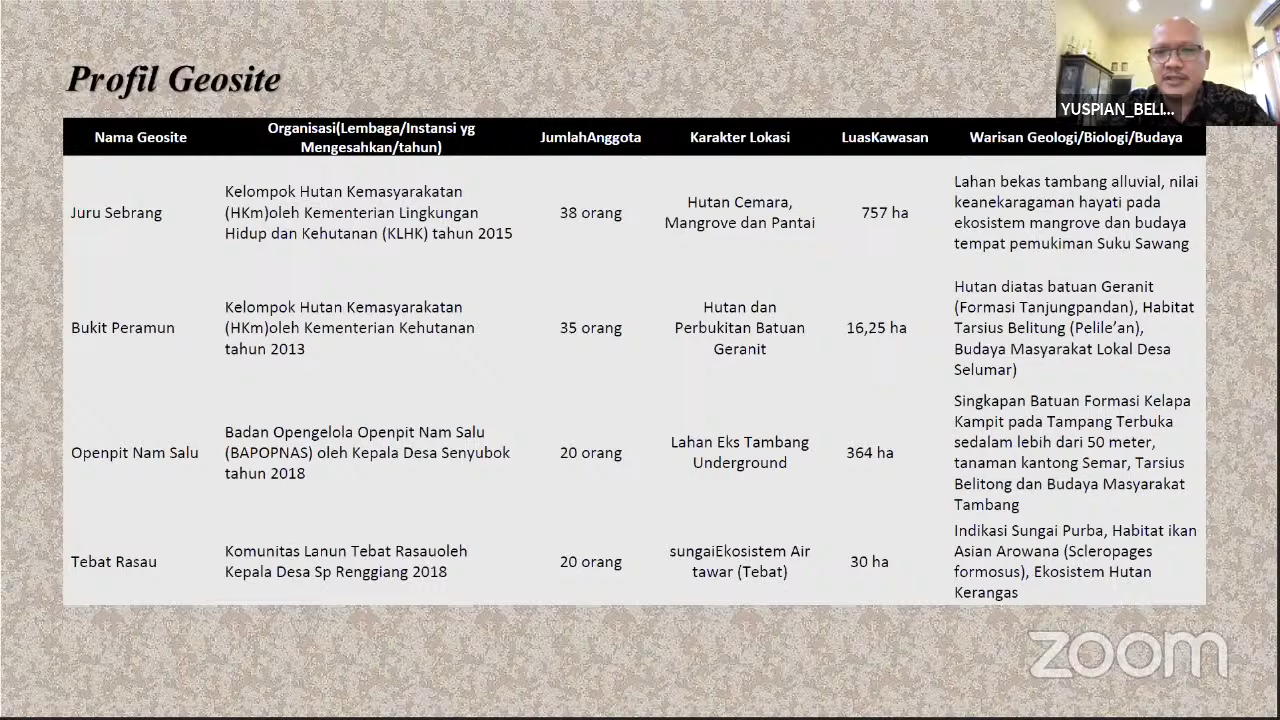 Profil Geosite
YUSPIAN_BELI...
Nama Geosite
Organisasi(Lembaga/Instansi yg
Mengesahkan/tahun)
JumlahAnggota
Karakter Lokasi
LuasKawasan
Warisan Geologi/Biologi/Budaya
Juru Sebrang
Kelompok Hutan Kemasyarakatan
(HKm)oleh Kementerian Lingkungan
Hidup dan Kehutanan (KLHK) tahun 2015
38 orang
Hutan Cemara,
Mangrove dan Pantai
757 ha
Lahan bekas tambang alluvial, nilai
keanekaragaman hayati pada
ekosistem mangrove dan budaya
tempat pemukiman Suku Sawang
Bukit Peramun
Kelompok Hutan Kemasyarakatan
(HKm)oleh Kementerian Kehutanan
tahun 2013
35 orang
Hutan dan
Perbukitan Batuan
Geranit
16,25 ha
Hutan diatas batuan Geranit
(Formasi Tanjungpandan), Habitat
Tarsius Belitung (Pelile’an),
Budaya Masyarakat Lokal Desa
Selumar)
Openpit Nam Salu
Badan Opengelola Openpit Nam Salu
(BAPOPNAS) oleh Kepala Desa Senyubok
tahun 2018
20 orang
Lahan Eks Tambang
Underground
364 ha
Singkapan Batuan Formasi Kelapa
Kampit pada Tampang Terbuka
sedalam lebih dari 50 meter,
tanaman kantong Semar, Tarsius
Belitong dan Budaya Masyarakat
Tambang
Tebat Rasau
Komunitas Lanun Tebat Rasauoleh
Kepala Desa Sp Renggiang 2018
20 orang
sungaiEkosistem Air
tawar (Tebat)
30 ha
Indikasi Sungai Purba, Habitat ikan
Asian Arowana (Scleropages
formosus), Ekosistem Hutan
Kerangas
zoom